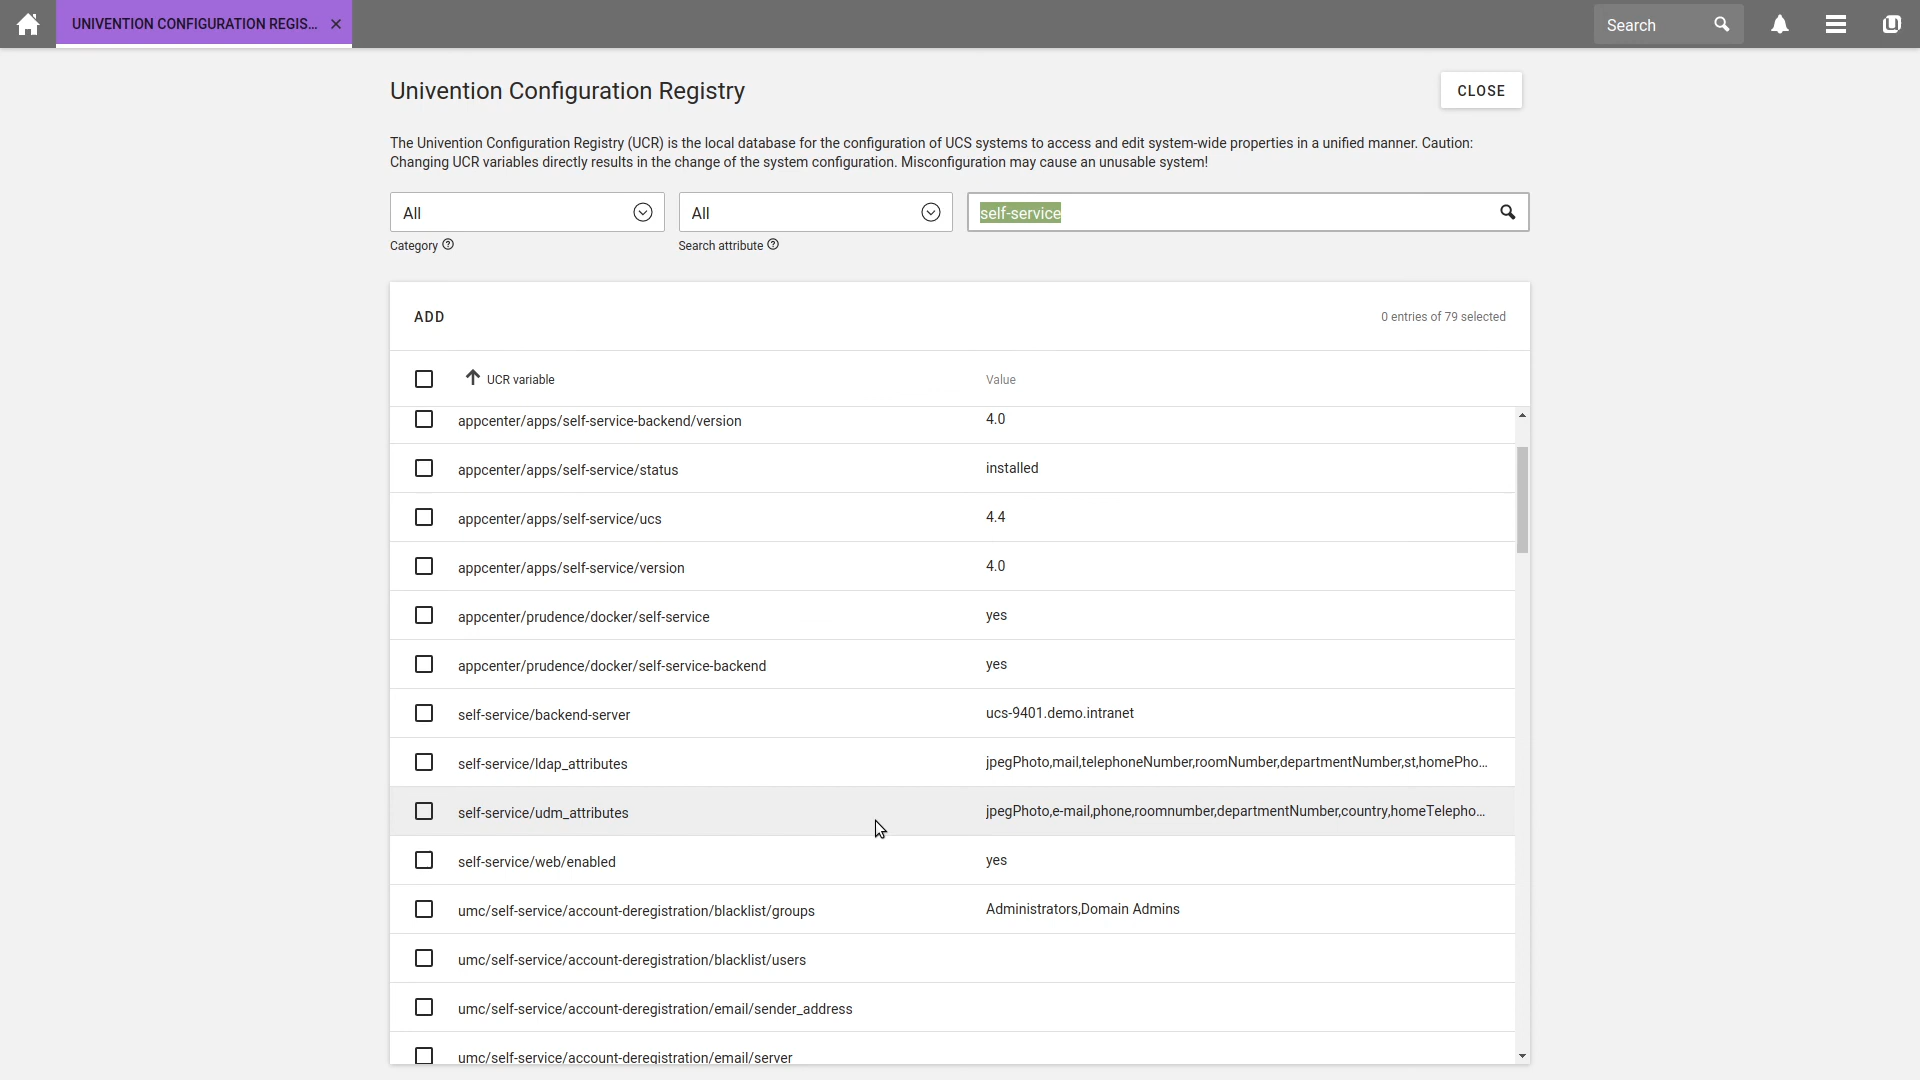 UNIVENTION CONFIGURATION REGIS...
Search
Univention Configuration Registry
CLOSE
The Univention Configuration Registry (UCR) is the local database for the configuration of UCS systems to access and edit system-wide properties in a unified manner. Caution:
Changing UCR variables directly results in the change of the system configuration. Misconfiguration may cause an unusable system!
All
All
self-service
Category
Search attribute
ADD
0 entries of 79 selected
UCR variable
Value
appcenter/apps/self-service-backend/version
4.0
appcenter/apps/self-service/status
installed
appcenter/apps/self-service/ucs
4.4
appcenter/apps/self-service/version
4.0
appcenter/prudence/docker/self-service
yes
appcenter/prudence/docker/self-service-backend
yes
self-service/backend-server
ucs-9401.demo.intranet
self-service/ldap_attributes
jpegPhoto,mail,telephoneNumber,roomNumber,departmentNumber,st,homePho...
self-service/udm_attributes
jpegPhoto,e-mail,phone,roomnumber,departmentNumber,country,homeTelepho...
self-service/web/enabled
yes
umc/self-service/account-deregistration/blacklist/groups
Administrators,Domain Admins
umc/self-service/account-deregistration/blacklist/users
umc/self-service/account-deregistration/email/sender_address
umc/self-service/account-deregistration/email/server